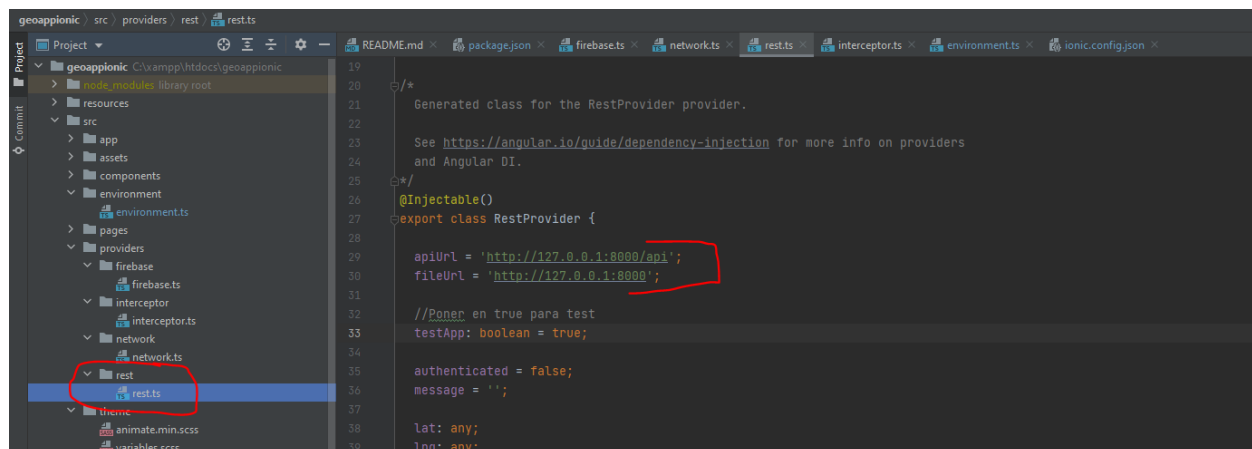 geoappionic > src > providers > rest > rest.ts
Project
README.md × package.json × firebase.ts × network.ts × rest.ts × interceptor.ts × environment.ts × ionic.config.json ×
Project
Commit
geoappionic C:\xampp\htdocs\geoappionic
node_modules library root
resources
src
app
assets
components
environment
environment.ts
pages
providers
firebase
firebase.ts
interceptor
interceptor.ts
network
network.ts
rest
rest.ts
theme
animate.min.scss
variables.scss
19
20 /*
21 Generated class for the RestProvider provider.
22
23 See https://angular.io/guide/dependency-injection for more info on providers
24 and Angular DI.
25 */
26 @Injectable()
27 export class RestProvider {
28
29 apiUrl = 'http://127.0.0.1:8000/api';
30 fileUrl = 'http://127.0.0.1:8000';
31
32 //Poner en true para test
33 testApp: boolean = true;
34
35 authenticated = false;
36 message = '';
37
38 lat: any;
39 lng: any;